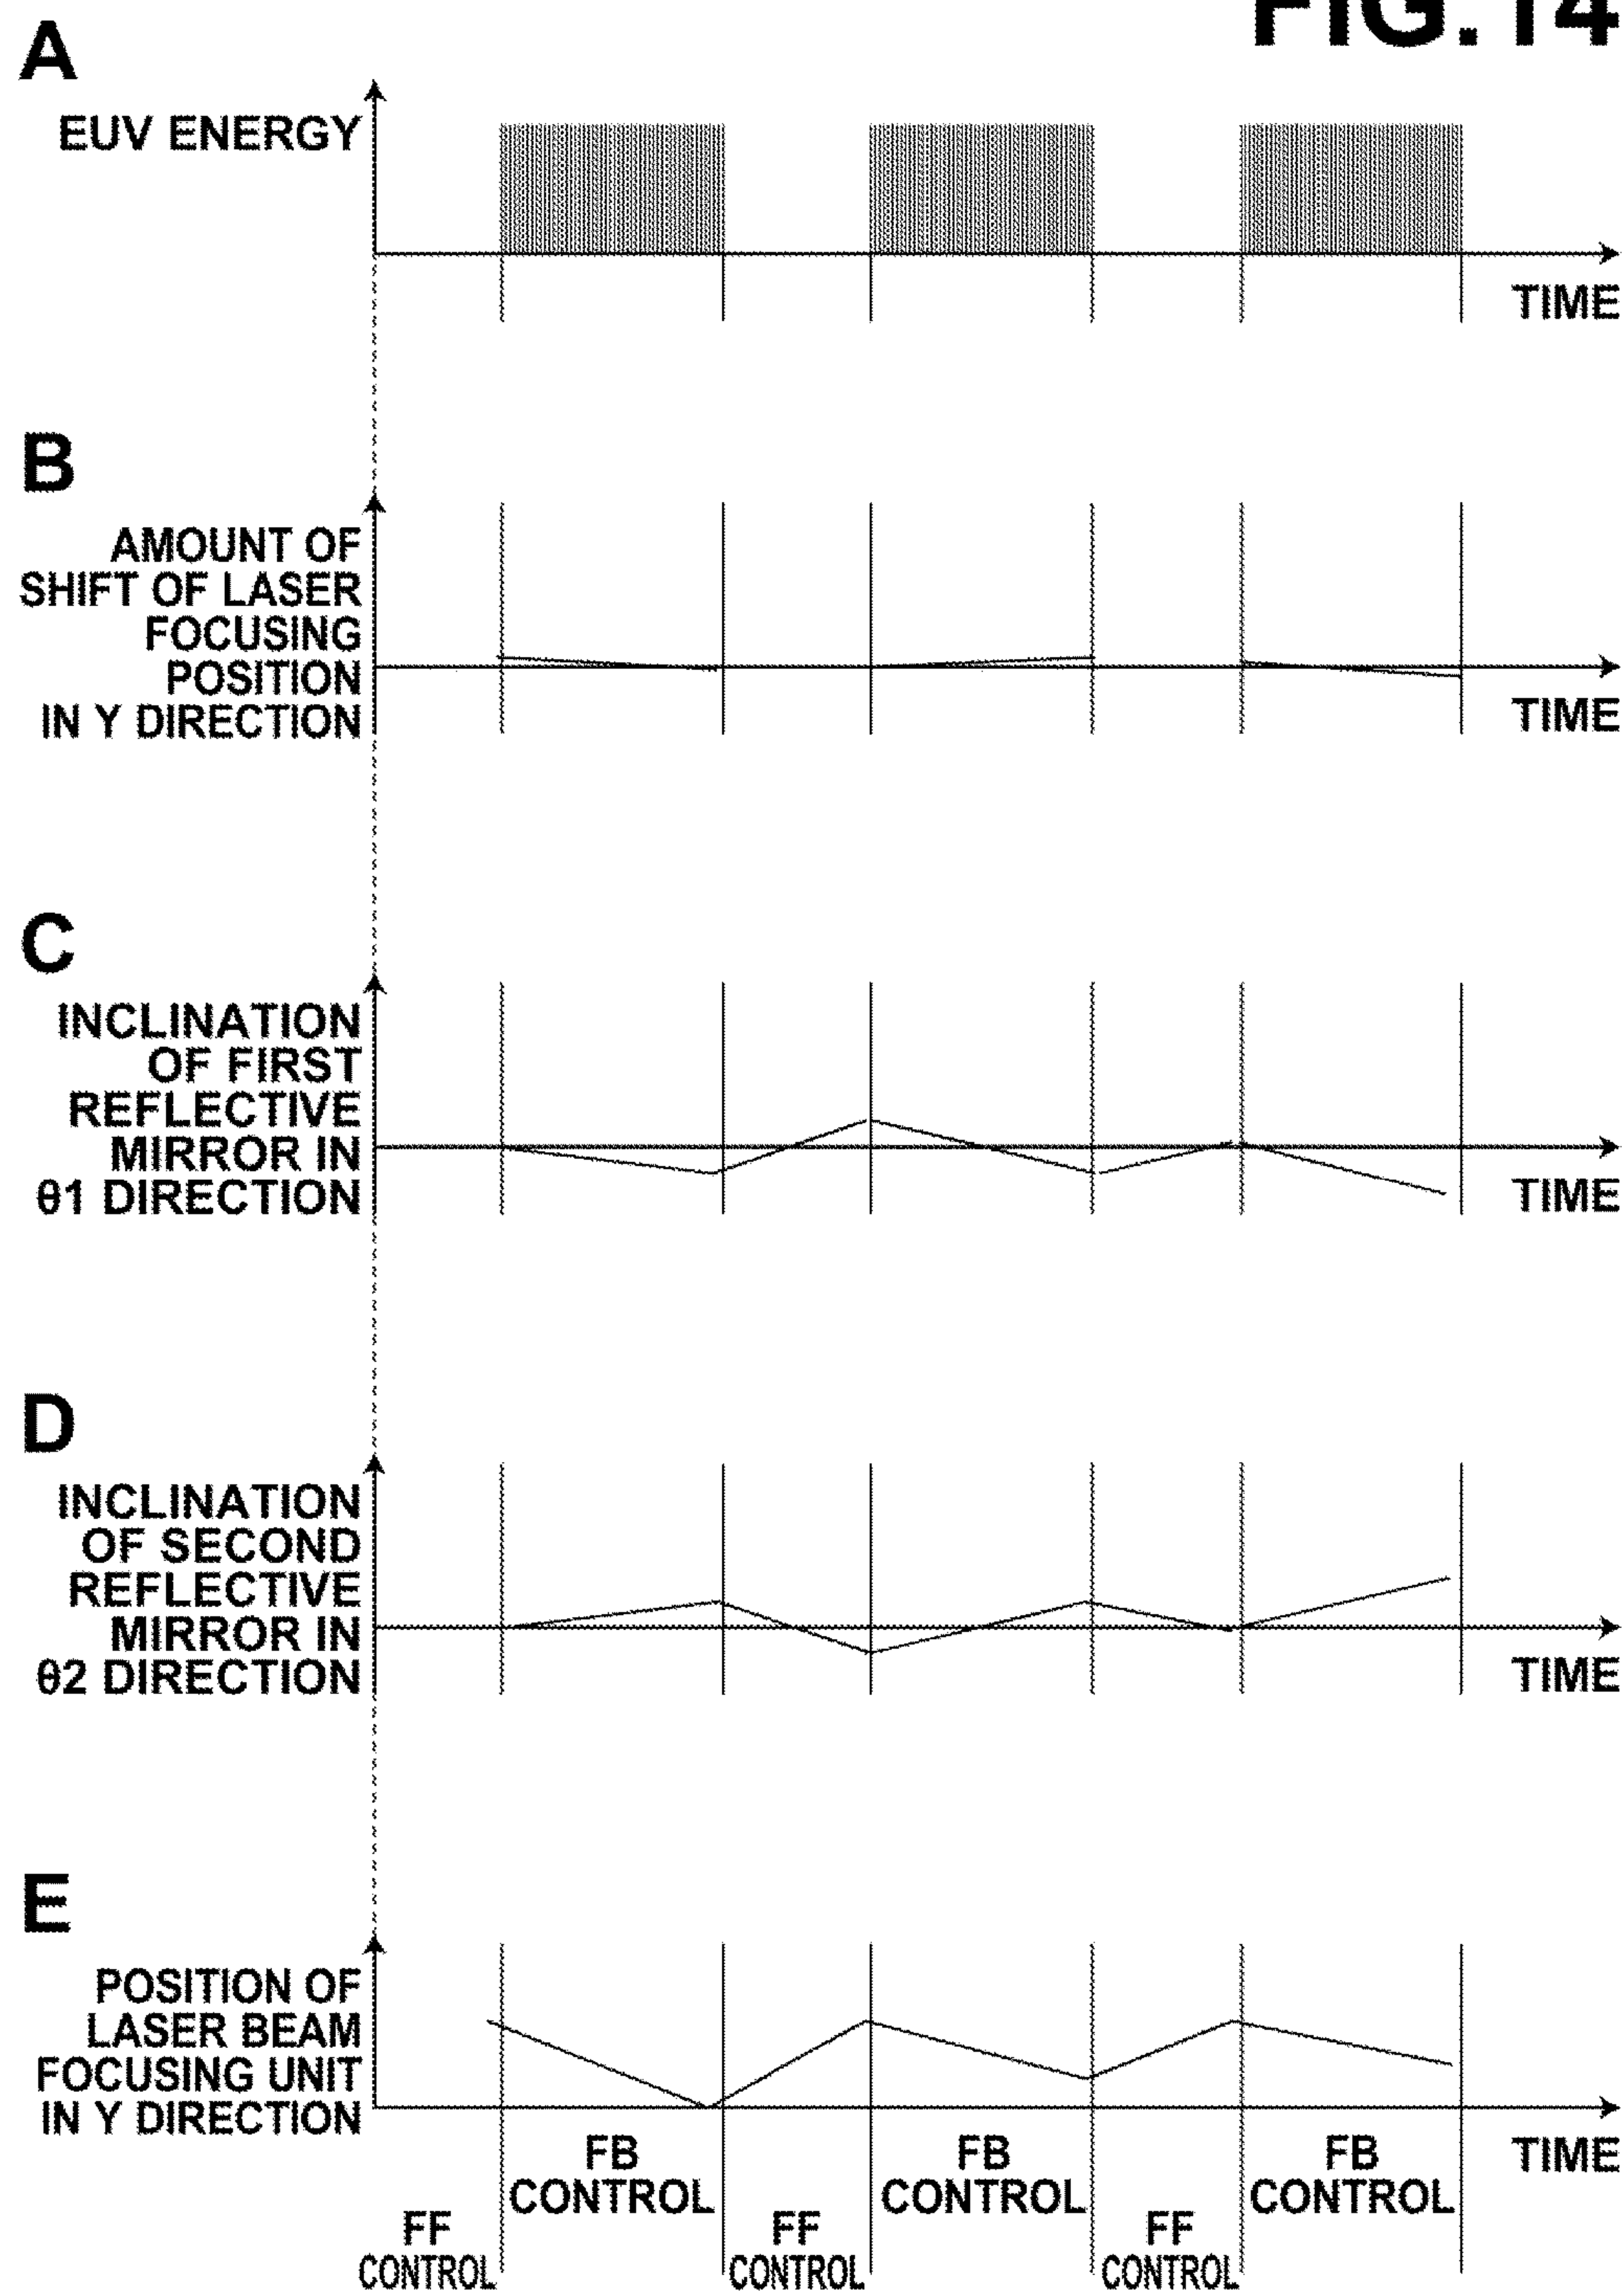 FIG.14
A
EUV ENERGY
TIME
B
AMOUNT OF
SHIFT OF LASER
FOCUSING
POSITION
IN Y DIRECTION
TIME
C
INCLINATION
OF FIRST
REFLECTIVE
MIRROR IN
θ1 DIRECTION
TIME
D
INCLINATION
OF SECOND
REFLECTIVE
MIRROR IN
θ2 DIRECTION
TIME
E
POSITION OF
LASER BEAM
FOCUSING UNIT
IN Y DIRECTION
TIME
FF
CONTROL
FB
CONTROL
FF
CONTROL
FB
CONTROL
FF
CONTROL
FB
CONTROL